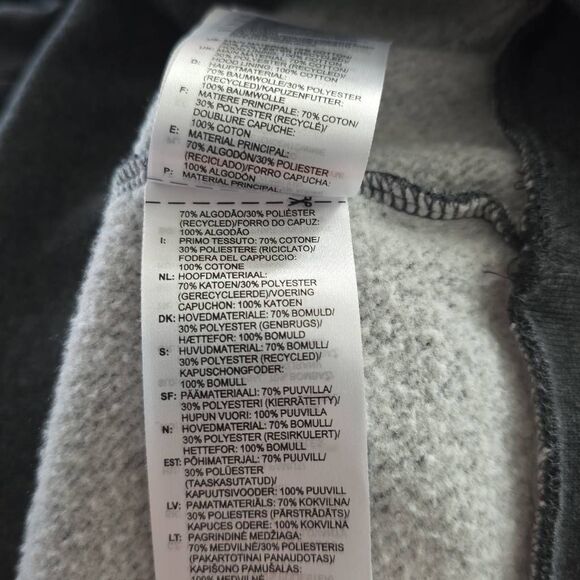 HOOD LINING: 100% COTTON
D: HAUPTMATERIAL:
70% BAUMWOLLE/30% POLYESTER
(RECYCLED)/KAPUZENFUTTER:
100% BAUMWOLLE
F: MATIERE PRINCIPALE: 70% COTON/
30% POLYESTER (RECYCLÉ)/
DOUBLURE CAPUCHE:
100% COTON
E: MATERIAL PRINCIPAL:
70% ALGODÓN/30% POLIESTER
(RECICLADO)/FORRO CAPUCHA:
100% ALGODÓN
P: MATERIAL PRINCIPAL:
70% ALGODÃO/30% POLIÉSTER
(RECYCLED)/FORRO DO CAPUZ:
100% ALGODÃO
I: PRIMO TESSUTO: 70% COTONE/
30% POLIESTERE (RICICLATO)/
FODERA DEL CAPPUCCIO:
100% COTONE
NL: HOOFDMATERIAAL:
70% KATOEN/30% POLYESTER
(GERECYCLEERDE)/VOERING
CAPUCHON: 100% KATOEN
DK: HOVEDMATERIALE: 70% BOMULD/
30% POLYESTER (GENBRUGS)/
HÆTTEFOR: 100% BOMULD
S: HUVUDMATERIAL: 70% BOMULL/
30% POLYESTER (RECYCLED)/
KAPUSCHONGFODER:
100% BOMULL
SF: PÄÄMATERIAALI: 70% PUUVILLA/
30% POLYESTERI (KIERRÄTETTY)/
HUPUN VUORI: 100% PUUVILLA
N: HOVEDMATERIAL: 70% BOMULL/
30% POLYESTER (RESIRKULERT)/
HETTEFOR: 100% BOMULL
EST: PÕHIMATERJAL: 70% PUUVILL/
30% POLÜESTER
(TAASKASUTATUD)/
KAPUUTSIVOODER: 100% PUUVILL
LV: PAMATMATERIĀLS: 70% KOKVILNA/
30% POLIESTERS (PĀRSTRĀDĀTS)/
KAPUCES ODERE: 100% KOKVILNA
LT: PAGRINDINĖ MEDŽIAGA:
70% MEDVILNĖ/30% POLIESTERIS
(PAKARTOTINAI PANAUDOTAS)/
KAPIŠONO PAMUŠALAS:
100% MEDVILNĖ